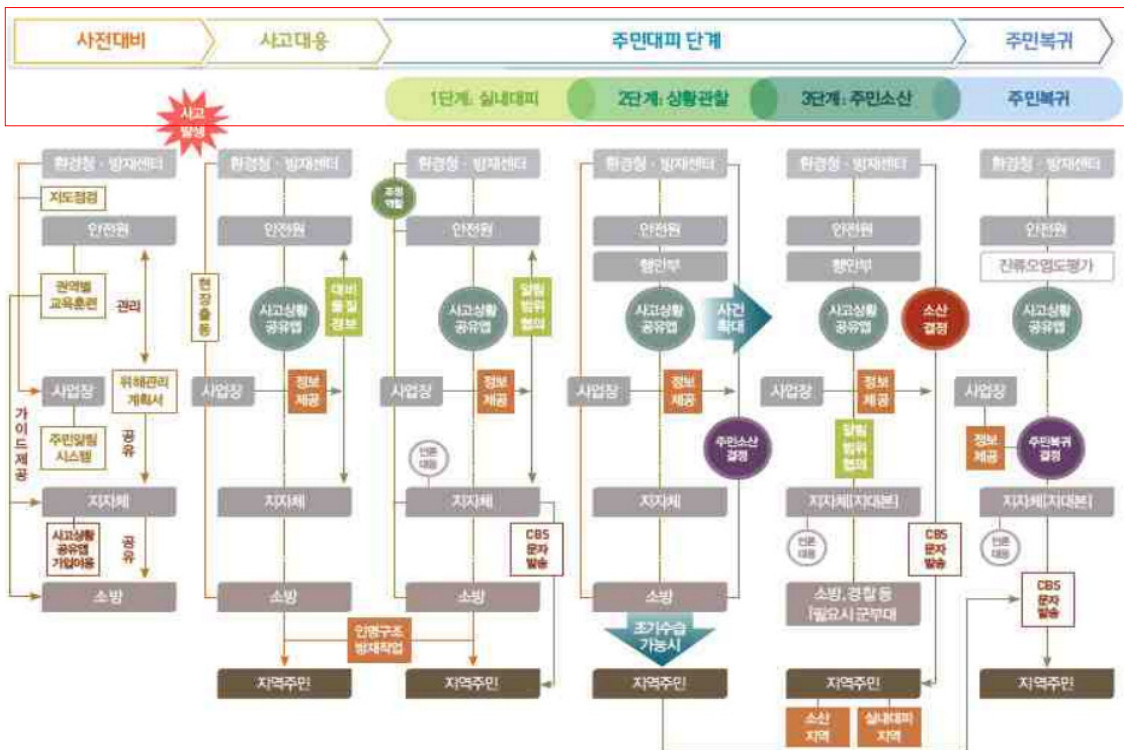 사전대비
사고대응
주민대피 단계
주민복귀
1단계: 실내대피
2단계: 상황관찰
3단계: 주민소산
주민복귀
사고
발생
환경청 · 방재센터
지도점검
안전원
권역별
교육훈련
관리
사업장
위해관리
계획서
가이드제공
주민알림
시스템
공유
지자체
사고상황
공유앱
가입이용
공유
소방
환경청 · 방재센터
안전원
현장출동
사고상황
공유앱
대비
물질
정보
사업장
정보
제공
지자체
소방
인명구조
방재작업
지역주민
환경청 · 방재센터
조정
역할
안전원
사고상황
공유앱
알림
범위
협의
사업장
정보
제공
언론
대응
지자체
CBS
문자
발송
소방
지역주민
환경청 · 방재센터
안전원
행안부
사고상황
공유앱
사건
확대
사업장
정보
제공
주민소산
결정
지자체
소방
조기수습
가능시
지역주민
환경청 · 방재센터
안전원
행안부
사고상황
공유앱
소산
결정
사업장
정보
제공
알림
범위
협의
지자체(지대본)
언론
대응
CBS
문자
발송
소방, 경찰 등
(필요시 군부대
지역주민
소산
지역
실내대피
지역
환경청 · 방재센터
안전원
잔류오염도평가
사고상황
공유앱
사업장
정보
제공
주민복귀
결정
지자체(지대본)
언론
대응
CBS
문자
발송
지역주민